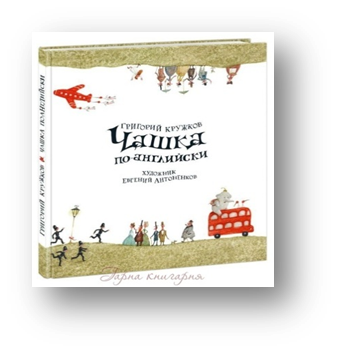 ГРИГОРИЙ КРУЖКОВ
ЧАШКА
ПО-АНГЛИЙСКИ
ХУДОЖНИК
ЕВГЕНИЙ АНТОНЕНКОВ
ГРИГОРИЙ КРУЖКОВ ЧАШКА ПО-АНГЛИЙСКИ
Гарна книгарня